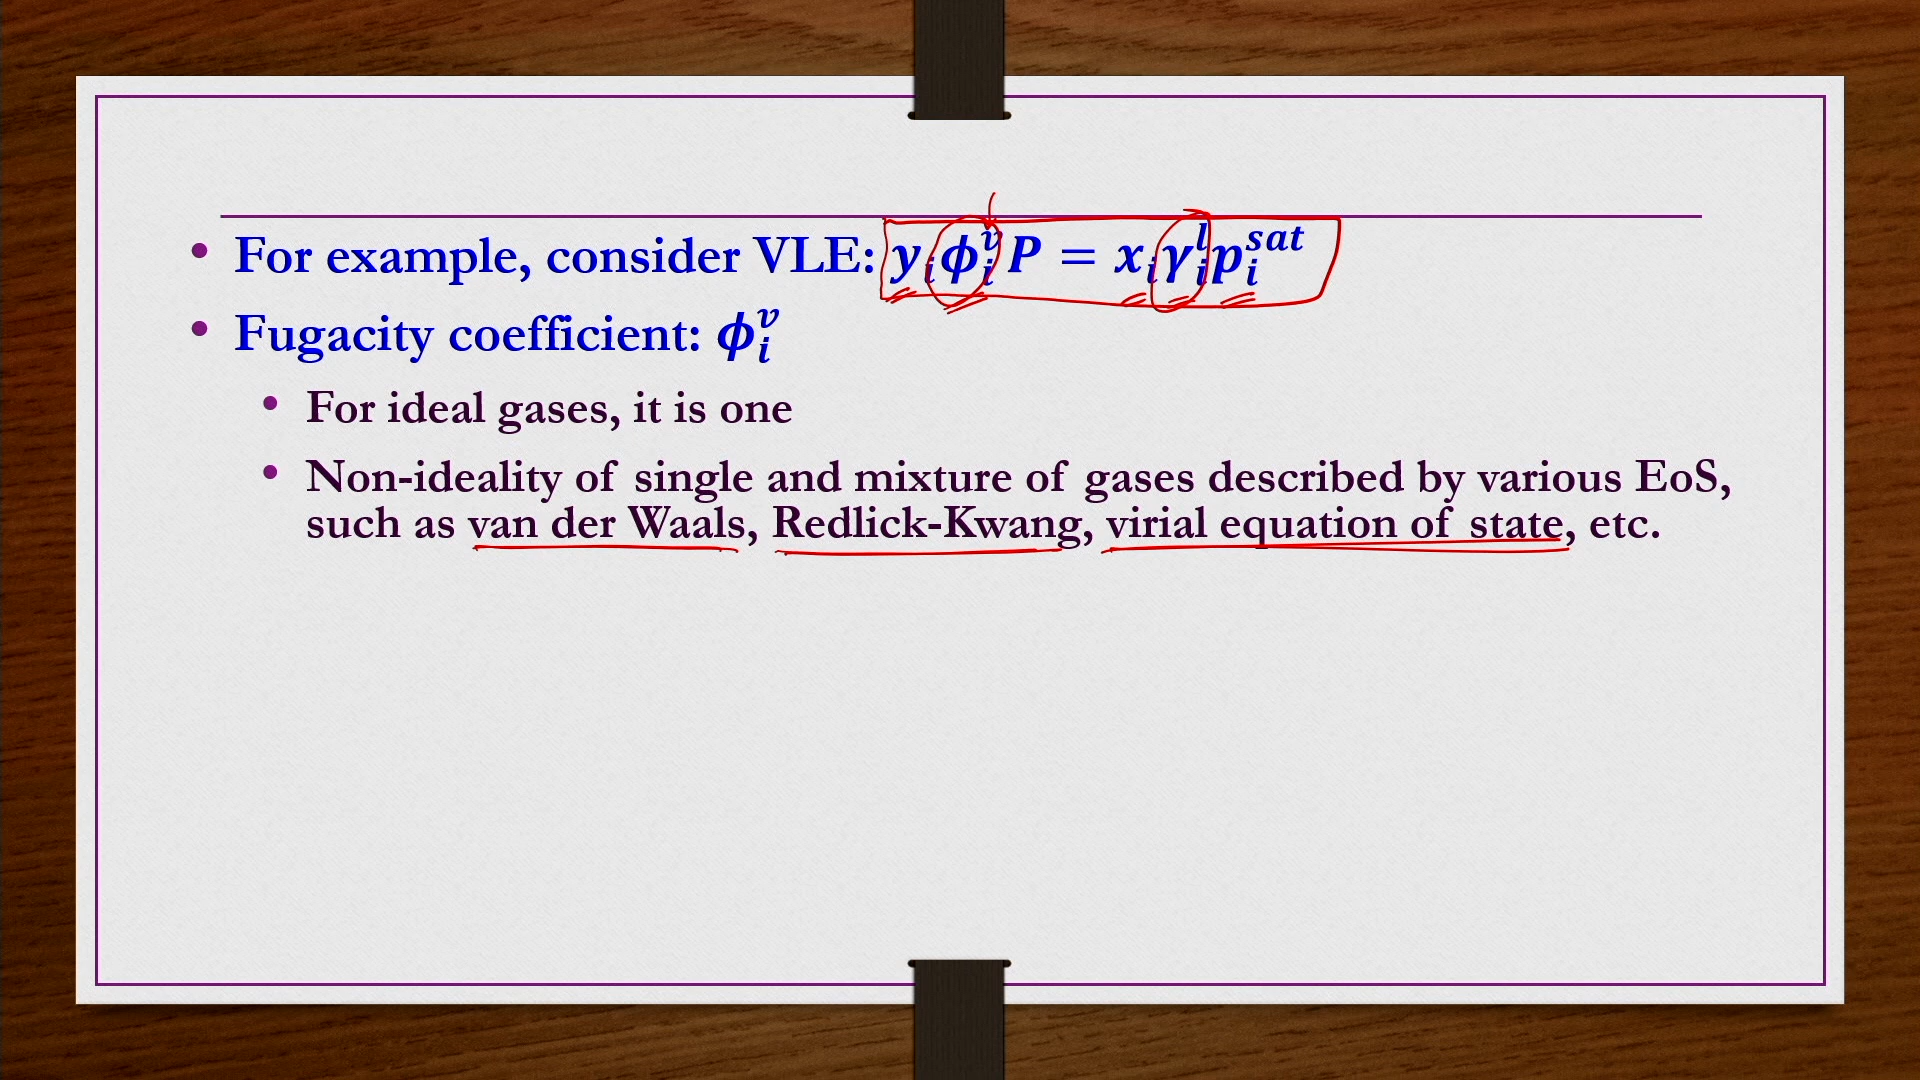 • For example, consider VLE: y_i ϕ_i^v P = x_i γ_i^l p_i^sat
• Fugacity coefficient: ϕ_i^v
• For ideal gases, it is one
• Non-ideality of single and mixture of gases described by various EoS,
such as van der Waals, Redlick-Kwang, virial equation of state, etc.